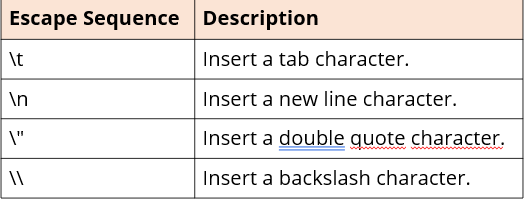 Escape Sequence Description
\t Insert a tab character.
\n Insert a new line character.
\" Insert a double quote character.
\\ Insert a backslash character.